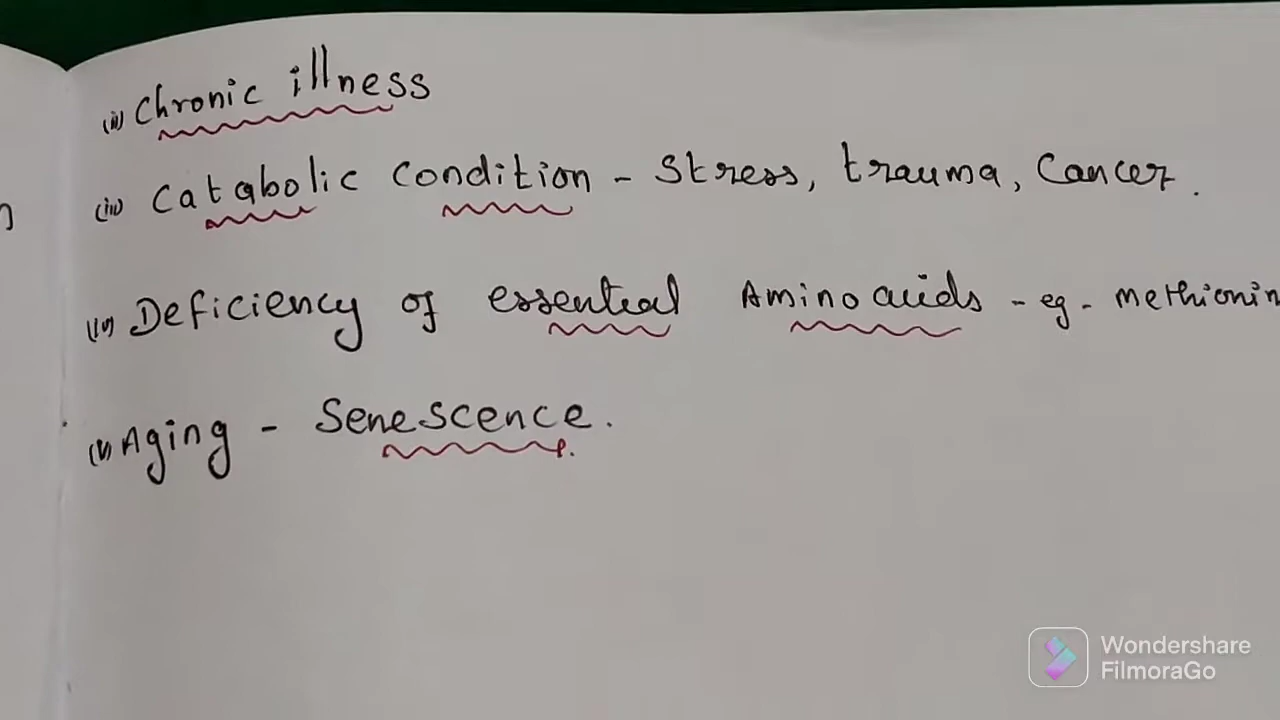 (ii) Chronic illness
(iii) Catabolic Condition - Stress, trauma, Cancer.
(iv) Deficiency of essential Amino acids - eg - methionin
(v) Aging - Senescence.
Wondershare
FilmoraGo